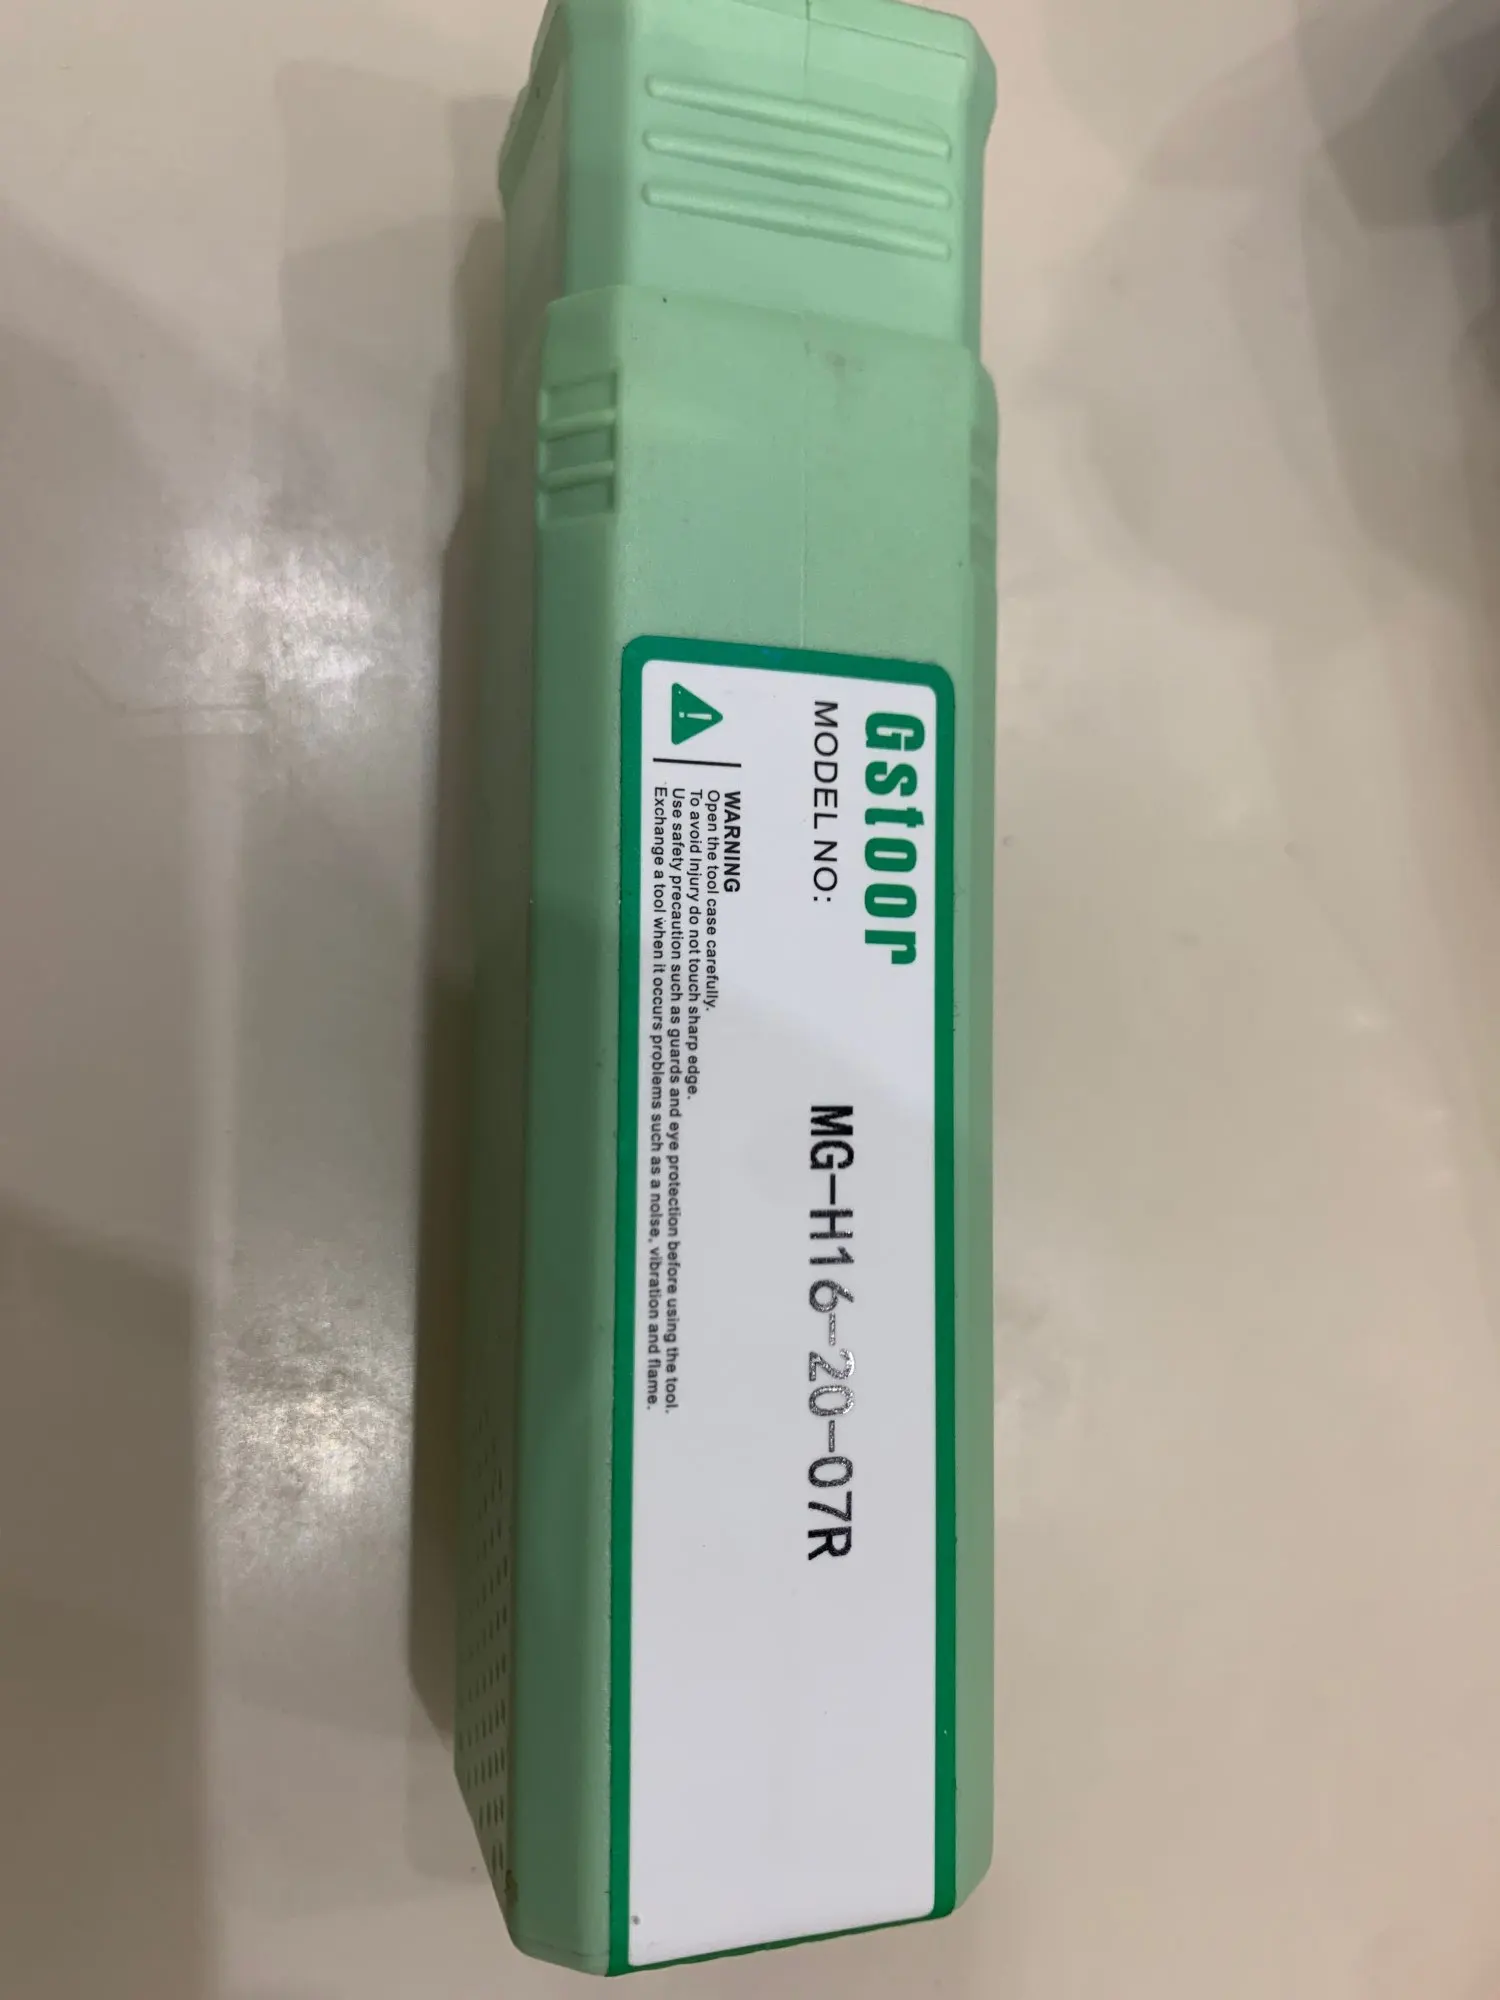 Gstoor
MODEL NO: MG-H16-20-07R
WARNING
Open the tool case carefully.
To avoid Injury do not touch sharp edge.
Use safety precaution such as guards and eye protection before using the tool.
Exchange a tool when it occurs problems such as a noise, vibration and flame.